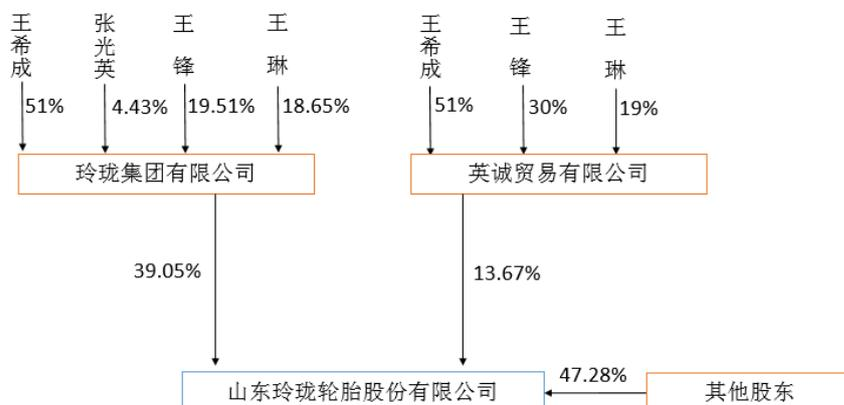 王希成 张光英 王锋 王琳 王希成 王锋 王琳
51% 4.43% 19.51% 18.65% 51% 30% 19%
玲珑集团有限公司 英诚贸易有限公司
39.05% 13.67%
47.28%
山东玲珑轮胎股份有限公司 其他股东